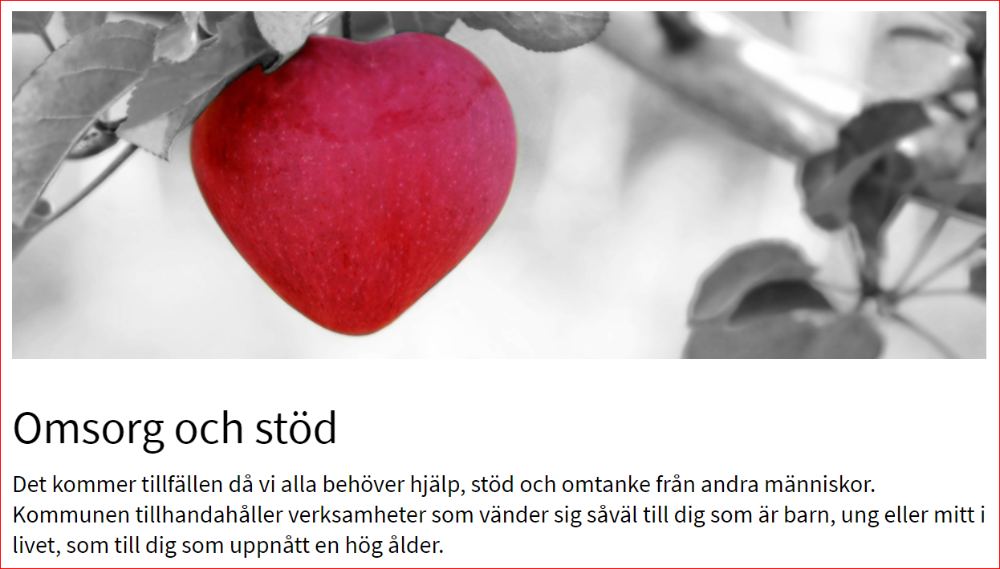 Omsorg och stöd
Det kommer tillfällen då vi alla behöver hjälp, stöd och omtanke från andra människor.
Kommunen tillhandahåller verksamheter som vänder sig såväl till dig som är barn, ung eller mitt i
livet, som till dig som uppnått en hög ålder.